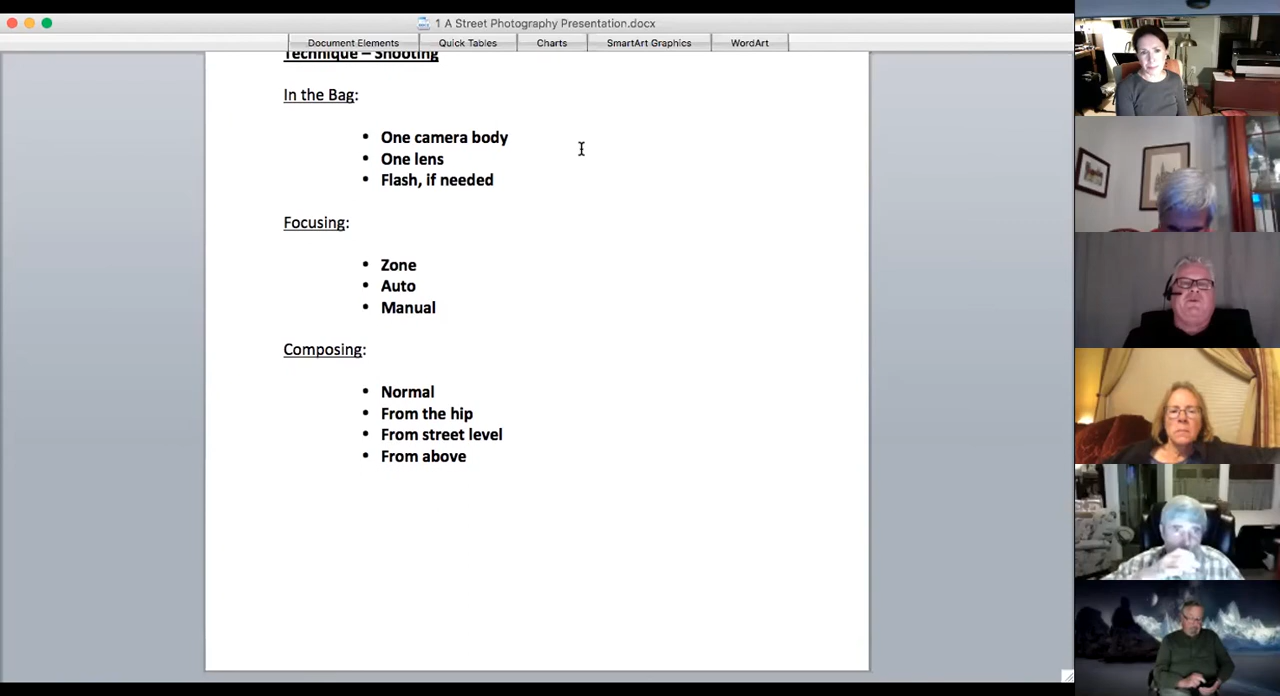 1 A Street Photography Presentation.docx
Document Elements Quick Tables Charts SmartArt Graphics WordArt
Technique – Shooting
In the Bag:
• One camera body
• One lens
• Flash, if needed
Focusing:
• Zone
• Auto
• Manual
Composing:
• Normal
• From the hip
• From street level
• From above